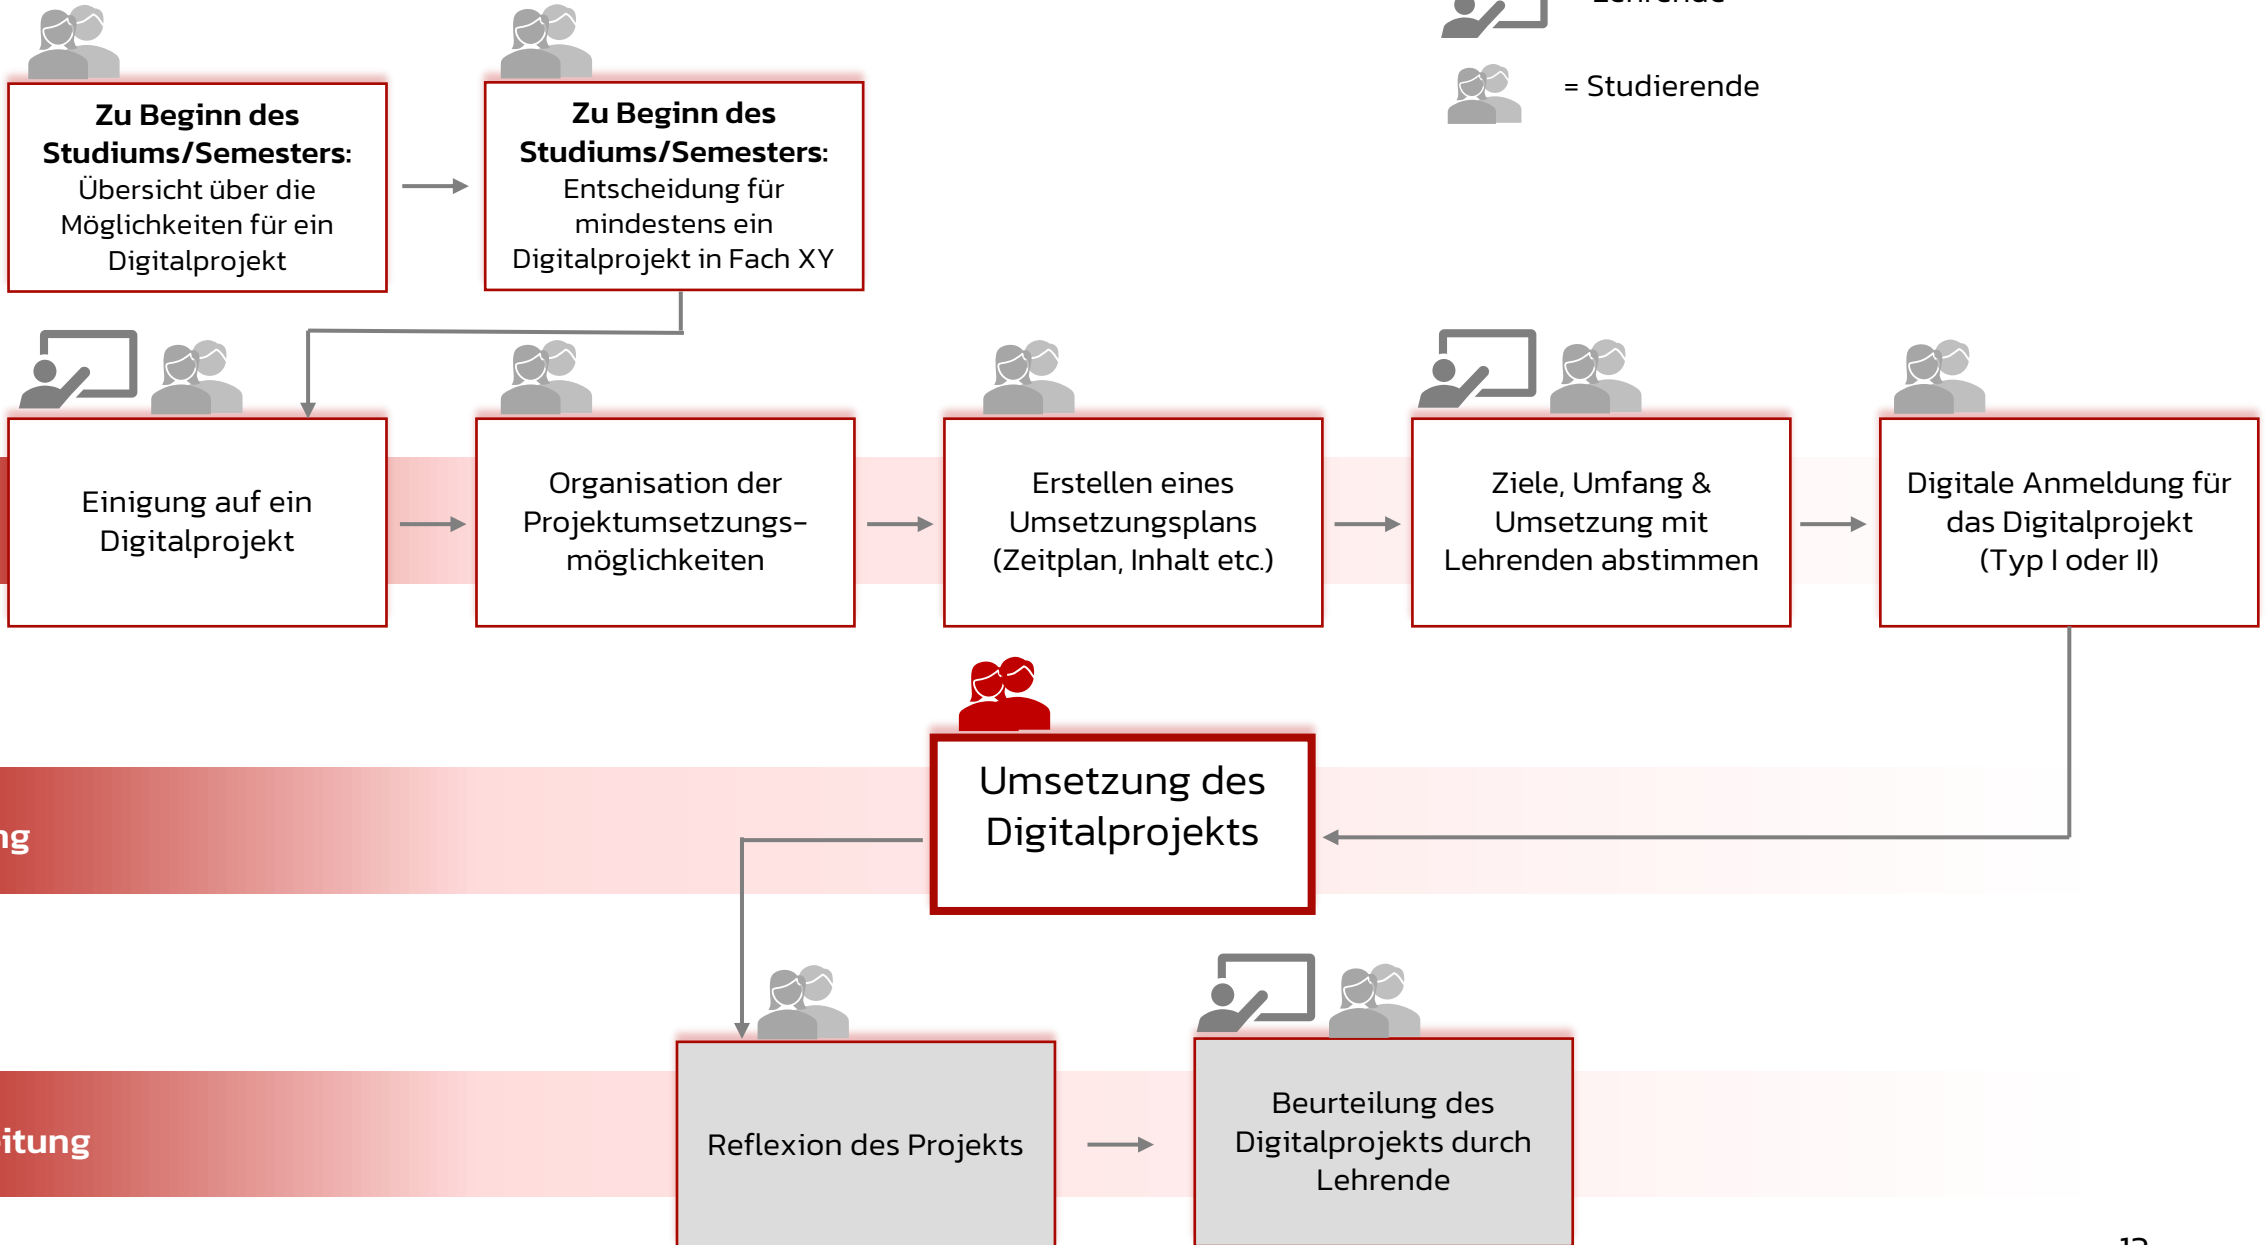 = Studierende
Zu Beginn des
Studiums/Semesters:
Übersicht über die
Möglichkeiten für ein
Digitalprojekt
Zu Beginn des
Studiums/Semesters:
Entscheidung für
mindestens ein
Digitalprojekt in Fach XY
Einigung auf ein
Digitalprojekt
Organisation der
Projektumsetzungs-
möglichkeiten
Erstellen eines
Umsetzungsplans
(Zeitplan, Inhalt etc.)
Ziele, Umfang &
Umsetzung mit
Lehrenden abstimmen
Digitale Anmeldung für
das Digitalprojekt
(Typ I oder II)
ng
Umsetzung des
Digitalprojekts
itung
Reflexion des Projekts
Beurteilung des
Digitalprojekts durch
Lehrende